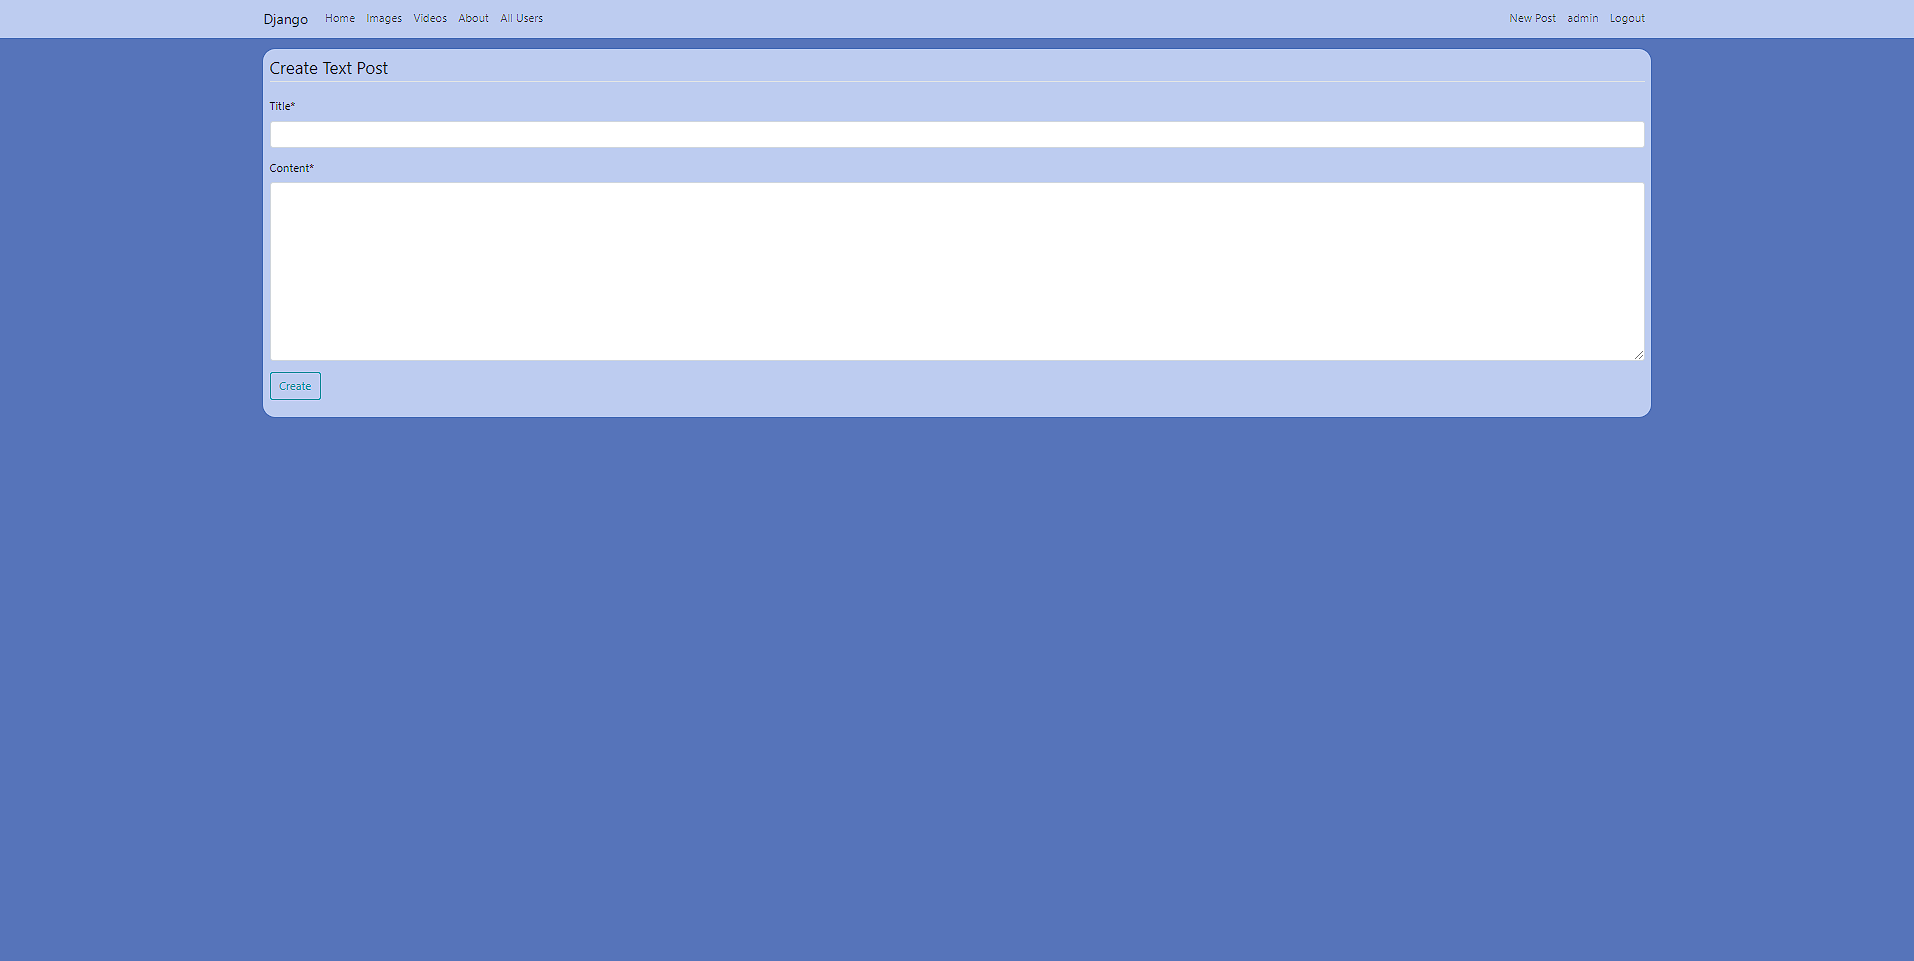 Django Home Images Videos About All Users New Post admin Logout
Create Text Post
Title*
Content*
Create